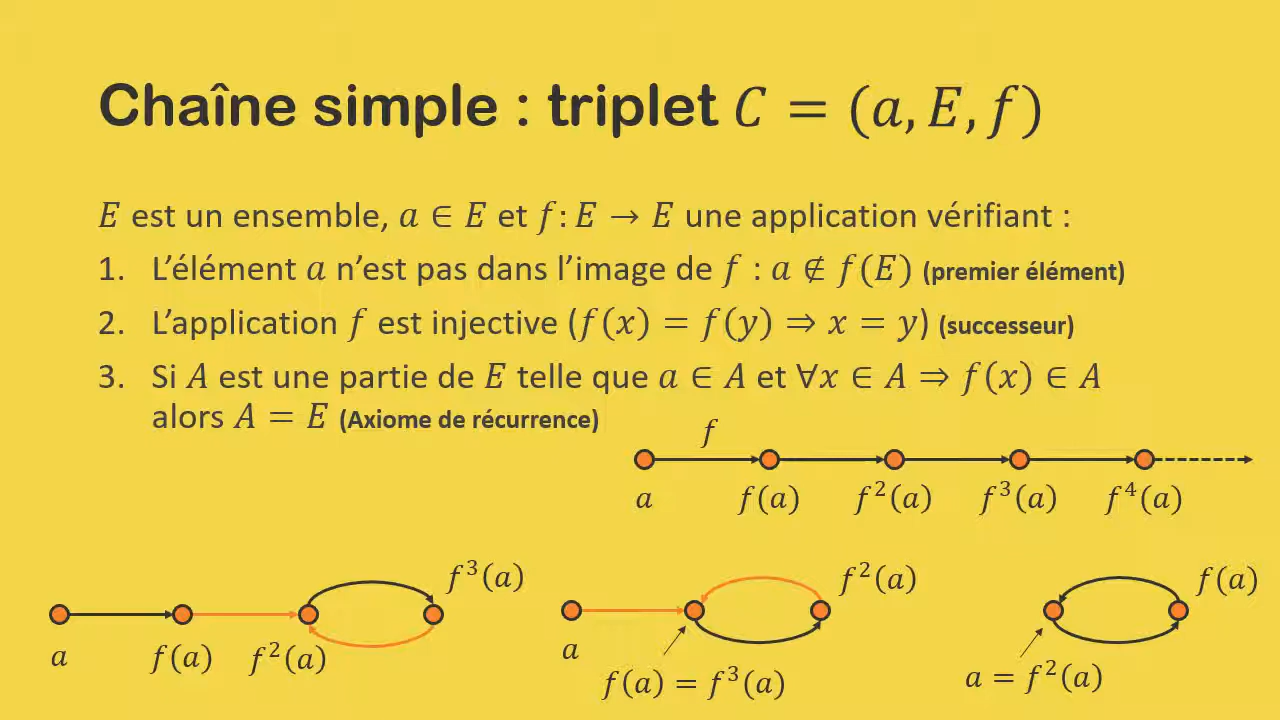 Chaîne simple : triplet C = (a, E, f)
E est un ensemble, a ∈ E et f: E → E une application vérifiant :
1. L’élément a n’est pas dans l’image de f : a ∉ f(E) (premier élément)
2. L’application f est injective (f(x) = f(y) ⇒ x = y) (successeur)
3. Si A est une partie de E telle que a ∈ A et ∀x ∈ A ⇒ f(x) ∈ A
alors A = E (Axiome de récurrence)
f
a f(a) f²(a) f³(a) f⁴(a)
f³(a)
a f(a) f²(a)
f²(a)
a
f(a) = f³(a)
f(a)
a = f²(a)